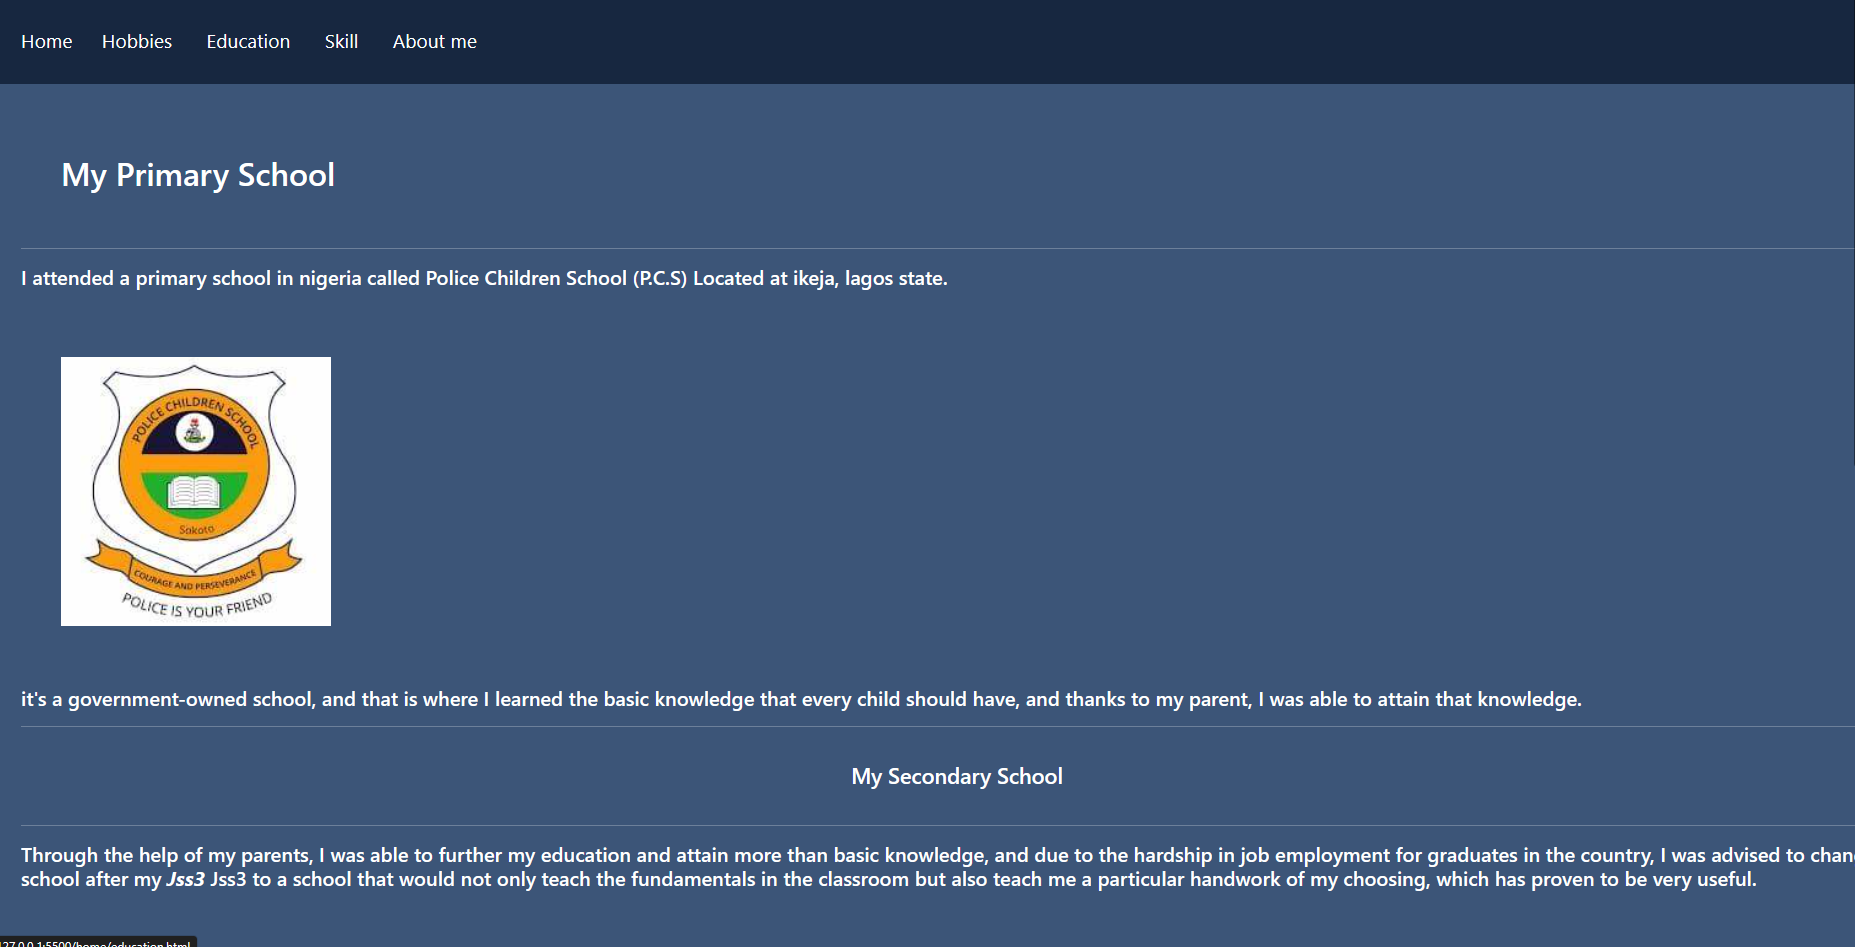 Home Hobbies Education Skill About me
My Primary School
I attended a primary school in nigeria called Police Children School (P.C.S) Located at ikeja, lagos state.
POLICE CHILDREN SCHOOL
Sokoto
COURAGE AND PERSEVERANCE
POLICE IS YOUR FRIEND
it's a government-owned school, and that is where I learned the basic knowledge that every child should have, and thanks to my parent, I was able to attain that knowledge.
My Secondary School
Through the help of my parents, I was able to further my education and attain more than basic knowledge, and due to the hardship in job employment for graduates in the country, I was advised to
school after my Jss3 Jss3 to a school that would not only teach the fundamentals in the classroom but also teach me a particular handwork of my choosing, which has proven to be very useful.
127.0.0.1:5500/home/education.html